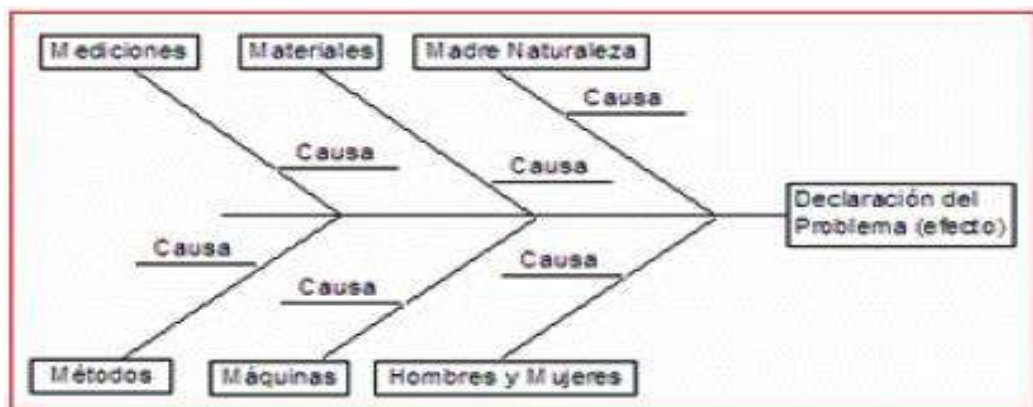 Mediciones
Materiales
Madre Naturaleza
Causa
Causa
Causa
Declaración del
Problema (efecto)
Causa
Causa
Causa
Métodos
Máquinas
Hombres y Mujeres